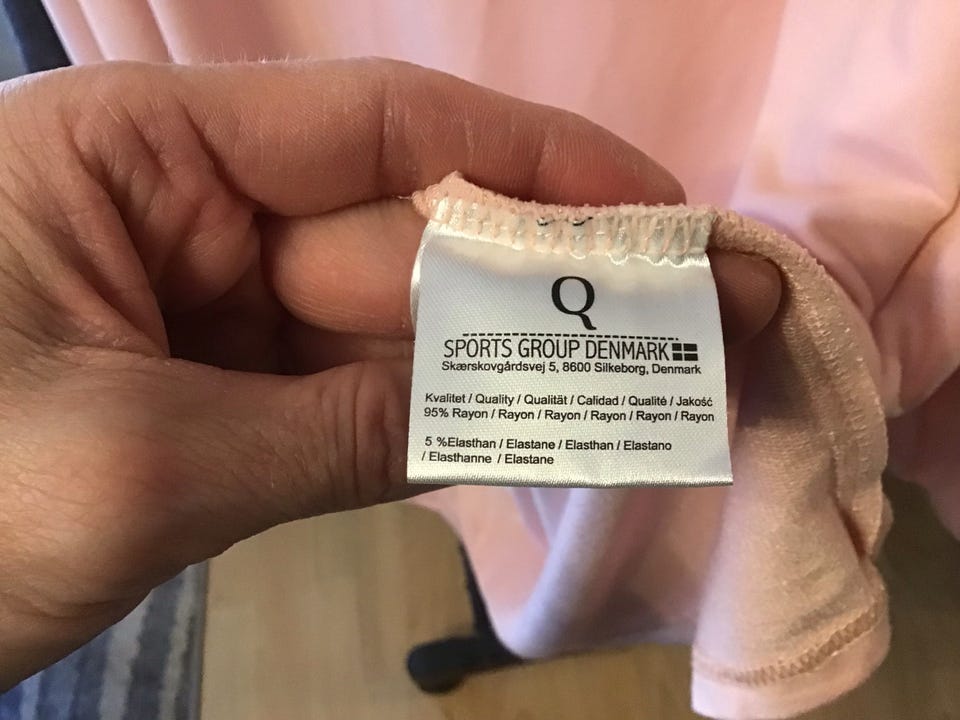 Q
SPORTS GROUP DENMARK
Skærskovgårdsvej 5, 8600 Silkeborg, Denmark
Kvalitet / Quality / Qualität / Calidad / Qualité / Jakość
95% Rayon / Rayon / Rayon / Rayon / Rayon / Rayon
5 %Elasthan / Elastane / Elasthan / Elastano
/ Elasthanne / Elastane